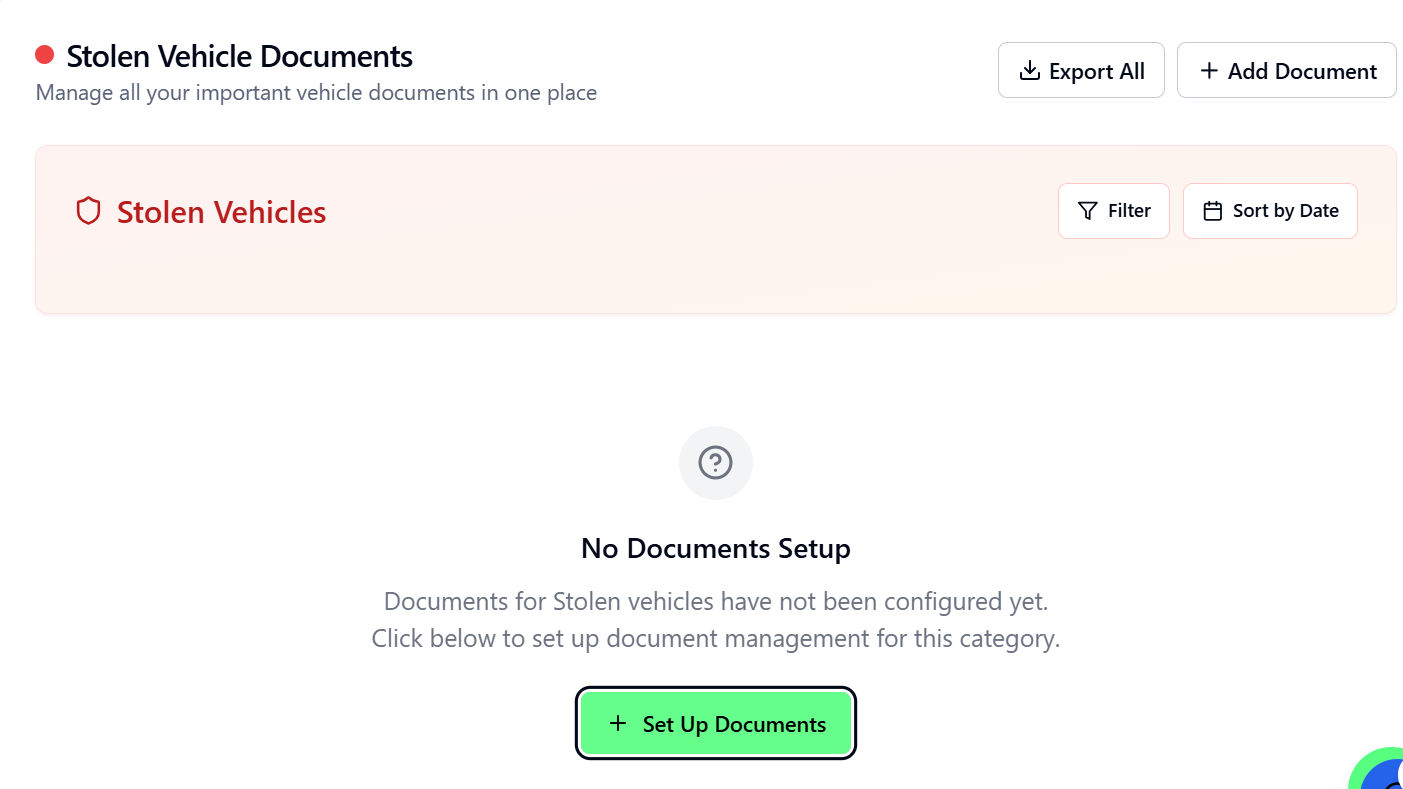 Stolen Vehicle Documents
Manage all your important vehicle documents in one place
Export All
Add Document
Stolen Vehicles
Filter
Sort by Date
No Documents Setup
Documents for Stolen vehicles have not been configured yet.
Click below to set up document management for this category.
Set Up Documents